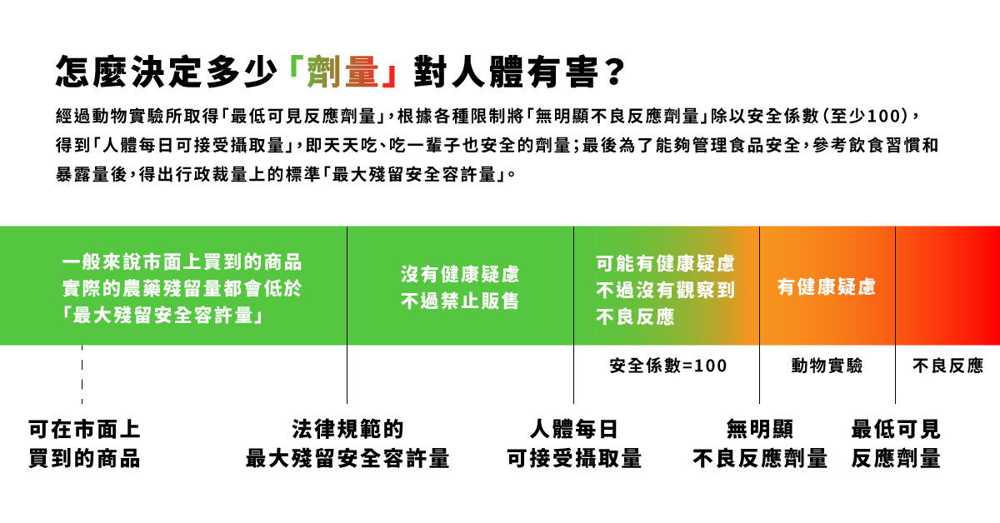 怎麼決定多少「劑量」對人體有害？
經過動物實驗所取得「最低可見反應劑量」，根據各種限制將「無明顯不良反應劑量」除以安全係數（至少100），
得到「人體每日可接受攝取量」，即天天吃、吃一輩子也安全的劑量；最後為了能夠管理食品安全，參考飲食習慣和
暴露量後，得出行政裁量上的標準「最大殘留安全容許量」。
一般來說市面上買到的商品
實際的農藥殘留量都會低於
「最大殘留安全容許量」
沒有健康疑慮
不過禁止販售
可能有健康疑慮
不過沒有觀察到
不良反應
有健康疑慮
安全係數=100
動物實驗
不良反應
可在市面上
買到的商品
法律規範的
最大殘留安全容許量
人體每日
可接受攝取量
無明顯
不良反應劑量
最低可見
反應劑量